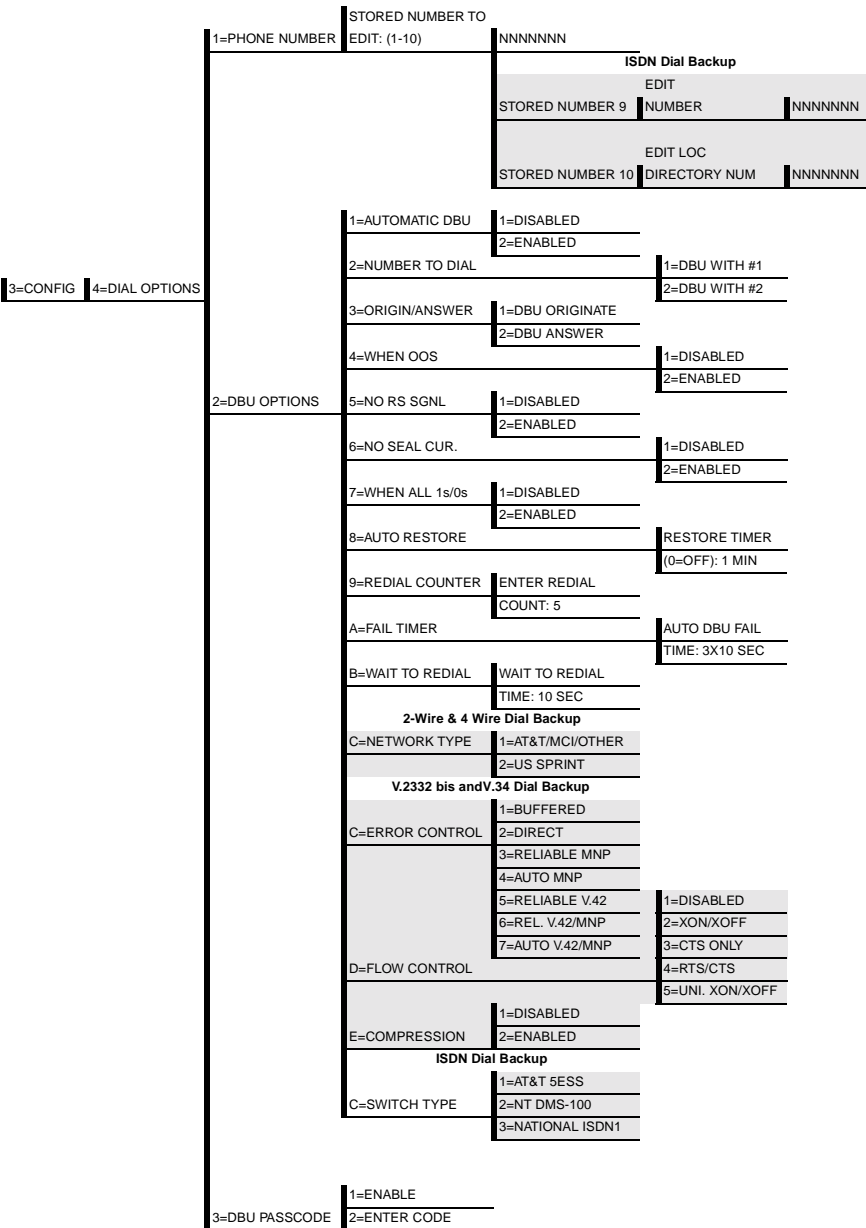 STORED NUMBER TO
1=PHONE NUMBER EDIT: (1-10) NNNNNNN
ISDN Dial Backup
EDIT
STORED NUMBER 9 NUMBER NNNNNNN
EDIT LOC
STORED NUMBER 10 DIRECTORY NUM NNNNNNN
1=AUTOMATIC DBU 1=DISABLED
2=ENABLED
2=NUMBER TO DIAL 1=DBU WITH #1
3=CONFIG 4=DIAL OPTIONS 2=DBU WITH #2
3=ORIGIN/ANSWER 1=DBU ORIGINATE
2=DBU ANSWER
4=WHEN OOS 1=DISABLED
2=ENABLED
2=DBU OPTIONS 5=NO RS SGNL 1=DISABLED
2=ENABLED
6=NO SEAL CUR. 1=DISABLED
2=ENABLED
7=WHEN ALL 1s/0s 1=DISABLED
2=ENABLED
8=AUTO RESTORE RESTORE TIMER
(0=OFF): 1 MIN
9=REDIAL COUNTER ENTER REDIAL
COUNT: 5
A=FAIL TIMER AUTO DBU FAIL
TIME: 3X10 SEC
B=WAIT TO REDIAL WAIT TO REDIAL
TIME: 10 SEC
2-Wire & 4 Wire Dial Backup
C=NETWORK TYPE 1=AT&T/MCI/OTHER
2=US SPRINT
V.2332 bis andV.34 Dial Backup
1=BUFFERED
C=ERROR CONTROL 2=DIRECT
3=RELIABLE MNP
4=AUTO MNP
5=RELIABLE V.42 1=DISABLED
6=REL. V.42/MNP 2=XON/XOFF
7=AUTO V.42/MNP 3=CTS ONLY
D=FLOW CONTROL 4=RTS/CTS
5=UNI. XON/XOFF
1=DISABLED
E=COMPRESSION 2=ENABLED
ISDN Dial Backup
1=AT&T 5ESS
C=SWITCH TYPE 2=NT DMS-100
3=NATIONAL ISDN1
1=ENABLE
3=DBU PASSCODE 2=ENTER CODE